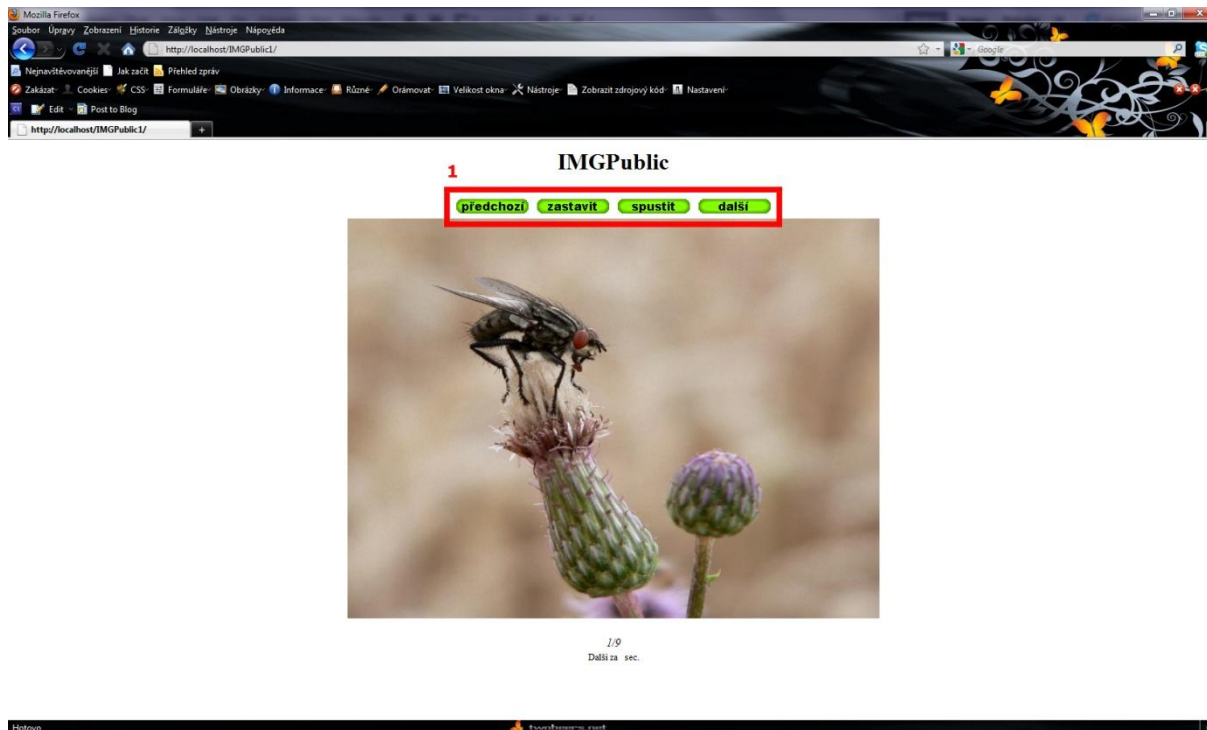 Mozilla Firefox
Soubor Úpravy Zobrazení Historie Záložky Nástroje Nápověda
http://localhost/IMGPublic1/
Google
Nejnavštěvovanější Jak začít Přehled zpráv
Zakázat Cookies CSS Formuláře Obrázky Informace Různé Orámovat Velikost okna Nástroje Zobrazit zdrojový kód Nastavení
Edit Post to Blog
http://localhost/IMGPublic1/ +
IMGPublic
1
předchozí zastavit spustit další
1/9
Další za sec.
Hotovo